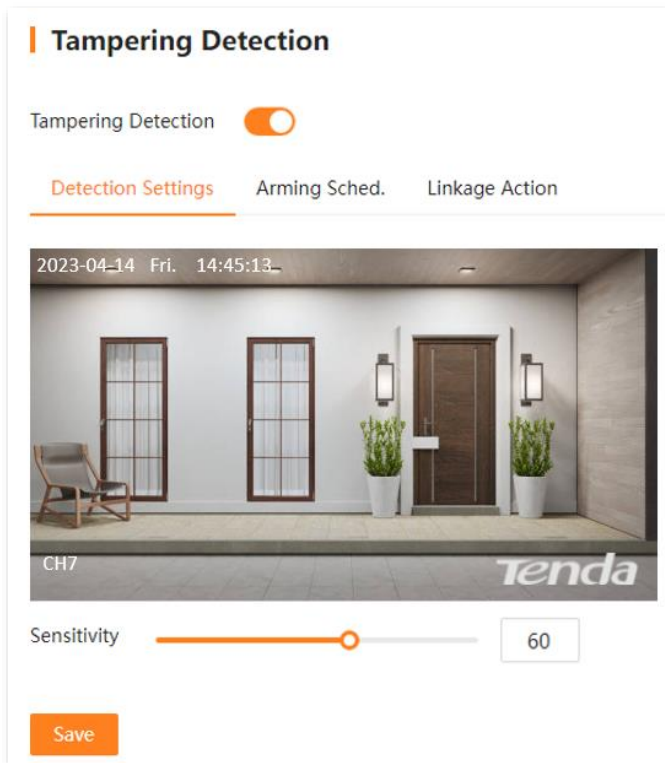 Tampering Detection
Tampering Detection
Detection Settings Arming Sched. Linkage Action
2023-04-14 Fri. 14:45:13
CH7
Tenda
Sensitivity 60
Save